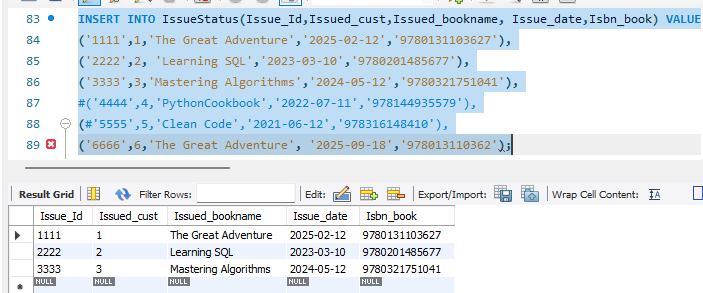 83 INSERT INTO IssueStatus(Issue_Id,Issued_cust,Issued_bookname, Issue_date,Isbn_book) VALUE
84 ('1111',1,'The Great Adventure','2025-02-12','9780131103627'),
85 ('2222',2, 'Learning SQL','2023-03-10','9780201485677'),
86 ('3333',3,'Mastering Algorithms','2024-05-12','9780321751041'),
87 #('4444',4,'PythonCookbook','2022-07-11','978144935579'),
88 (#'5555',5,'Clean Code','2021-06-12','978316148410'),
89 ('6666',6,'The Great Adventure', '2025-09-18','978013110362');
Result Grid Filter Rows: Edit: Export/Import: Wrap Cell Content: IA
Issue_Id Issued_cust Issued_bookname Issue_date Isbn_book
1111 1 The Great Adventure 2025-02-12 9780131103627
2222 2 Learning SQL 2023-03-10 9780201485677
3333 3 Mastering Algorithms 2024-05-12 9780321751041
NULL NULL NULL NULL NULL